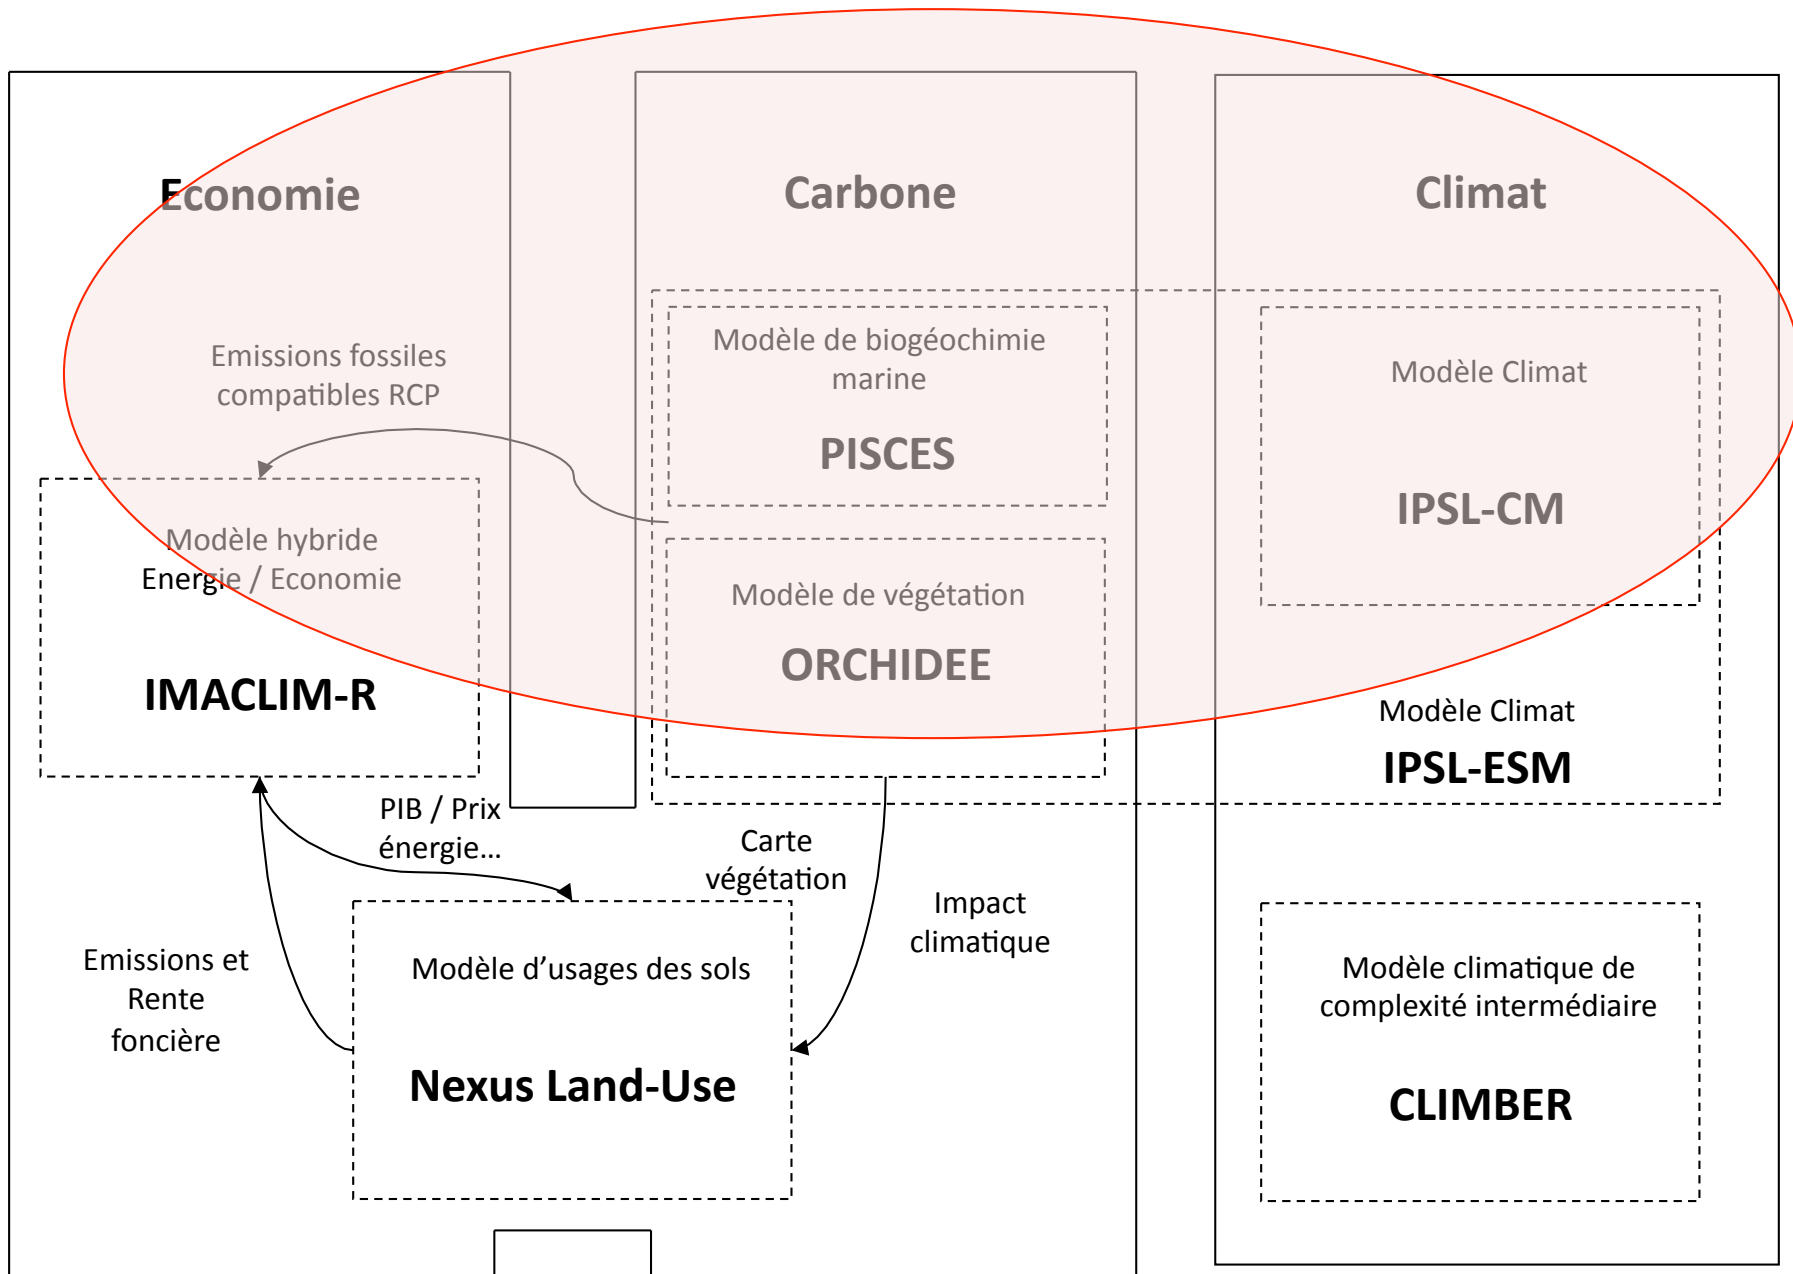 Economie
Carbone
Climat
Emissions fossiles
compatibles RCP
Modèle de biogéochimie
marine
PISCES
Modèle Climat
IPSL-CM
Modèle hybride
Energie / Economie
IMACLIM-R
Modèle de végétation
ORCHIDEE
Modèle Climat
IPSL-ESM
PIB / Prix
énergie...
Carte
végétation
Impact
climatique
Emissions et
Rente
foncière
Modèle d'usages des sols
Nexus Land-Use
Modèle climatique de
complexité intermédiaire
CLIMBER